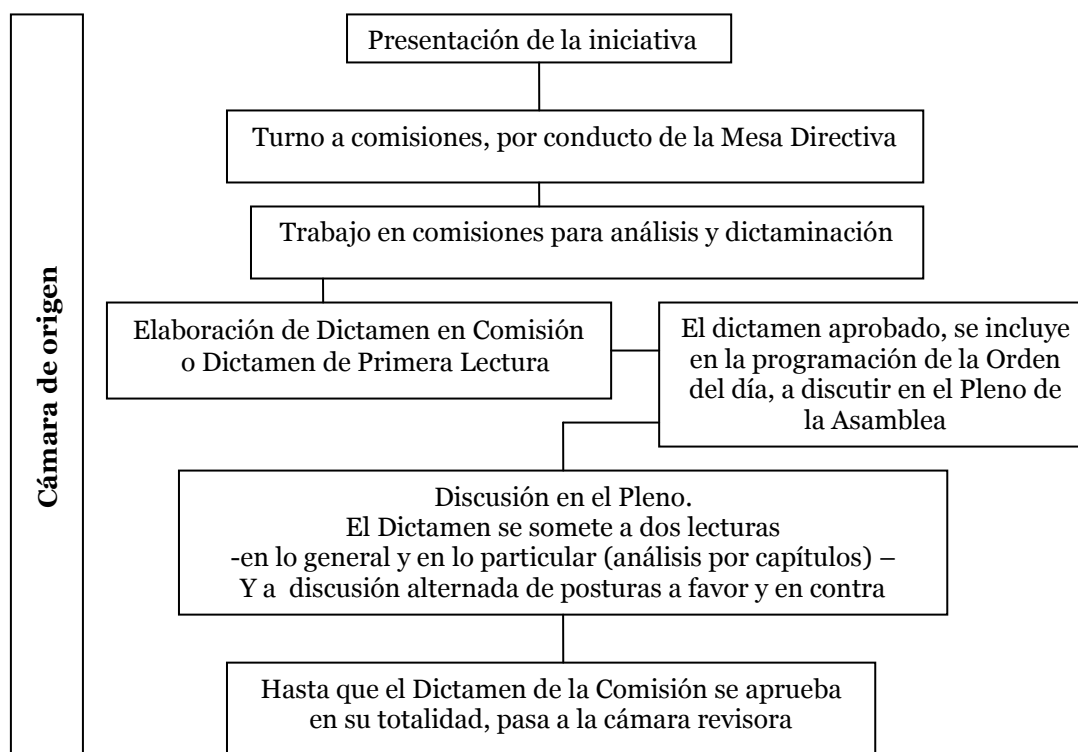 Cámara de origen
Presentación de la iniciativa
Turno a comisiones, por conducto de la Mesa Directiva
Trabajo en comisiones para análisis y dictaminación
Elaboración de Dictamen en Comisión
o Dictamen de Primera Lectura
El dictamen aprobado, se incluye
en la programación de la Orden
del día, a discutir en el Pleno de
la Asamblea
Discusión en el Pleno.
El Dictamen se somete a dos lecturas
-en lo general y en lo particular (análisis por capítulos) –
Y a  discusión alternada de posturas a favor y en contra
Hasta que el Dictamen de la Comisión se aprueba
en su totalidad, pasa a la cámara revisora